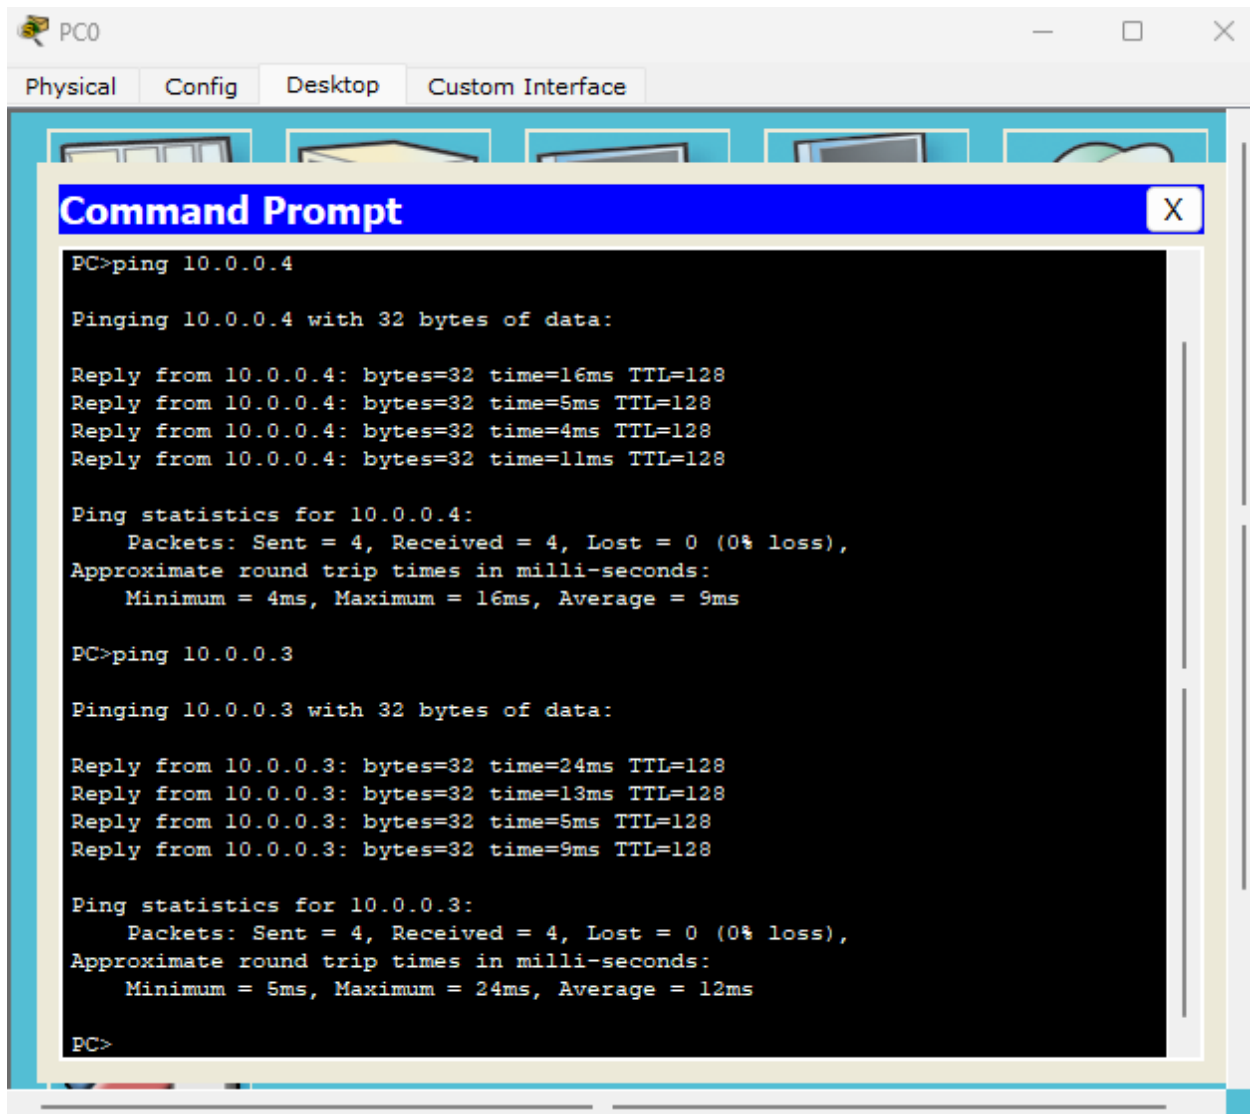 PC0
Physical Config Desktop Custom Interface
Command Prompt X
PC>ping 10.0.0.4
Pinging 10.0.0.4 with 32 bytes of data:
Reply from 10.0.0.4: bytes=32 time=16ms TTL=128
Reply from 10.0.0.4: bytes=32 time=5ms TTL=128
Reply from 10.0.0.4: bytes=32 time=4ms TTL=128
Reply from 10.0.0.4: bytes=32 time=11ms TTL=128
Ping statistics for 10.0.0.4:
Packets: Sent = 4, Received = 4, Lost = 0 (0% loss),
Approximate round trip times in milli-seconds:
Minimum = 4ms, Maximum = 16ms, Average = 9ms
PC>ping 10.0.0.3
Pinging 10.0.0.3 with 32 bytes of data:
Reply from 10.0.0.3: bytes=32 time=24ms TTL=128
Reply from 10.0.0.3: bytes=32 time=13ms TTL=128
Reply from 10.0.0.3: bytes=32 time=5ms TTL=128
Reply from 10.0.0.3: bytes=32 time=9ms TTL=128
Ping statistics for 10.0.0.3:
Packets: Sent = 4, Received = 4, Lost = 0 (0% loss),
Approximate round trip times in milli-seconds:
Minimum = 5ms, Maximum = 24ms, Average = 12ms
PC>